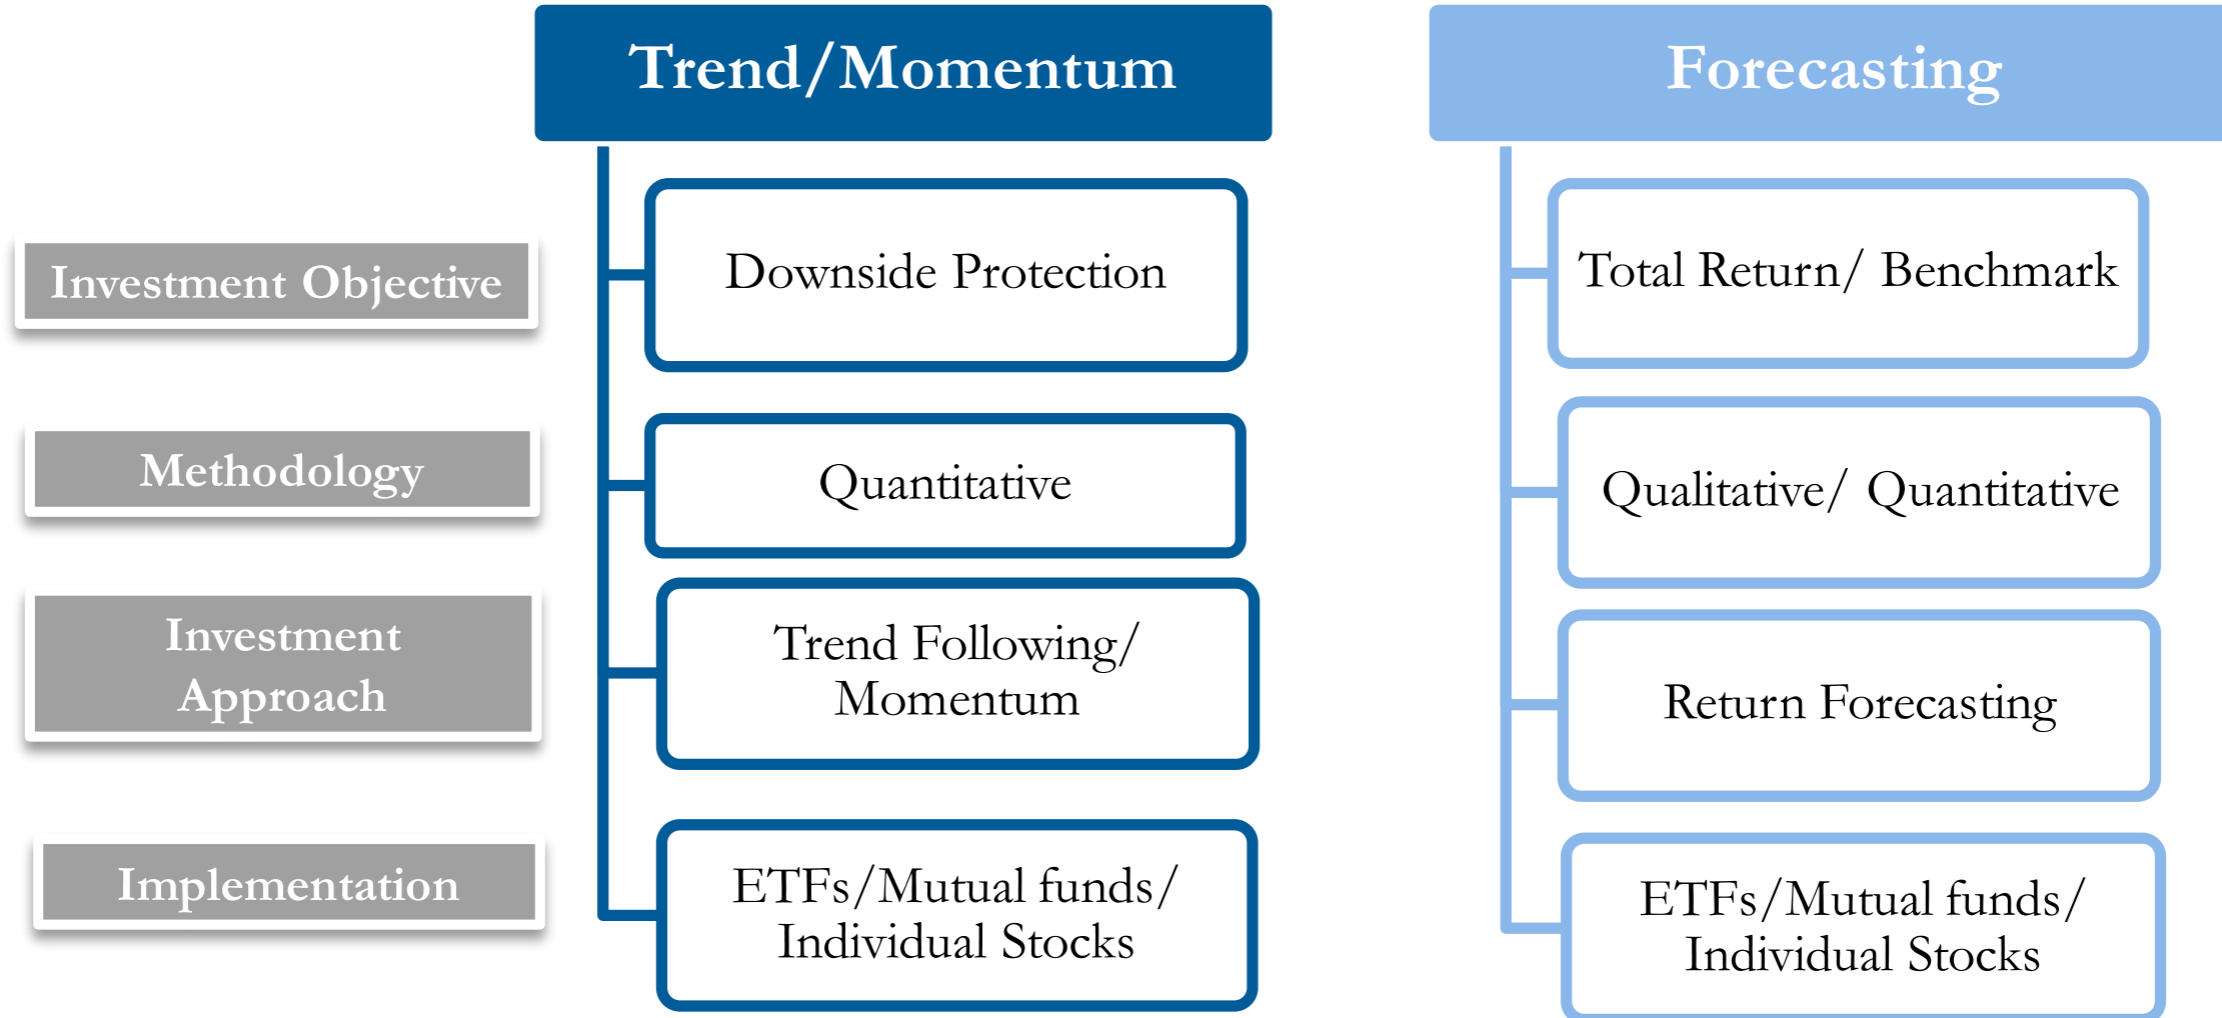 Trend/Momentum
Forecasting
Investment Objective
Downside Protection
Total Return/ Benchmark
Methodology
Quantitative
Qualitative/ Quantitative
Investment
Approach
Trend Following/
Momentum
Return Forecasting
Implementation
ETFs/Mutual funds/
Individual Stocks
ETFs/Mutual funds/
Individual Stocks